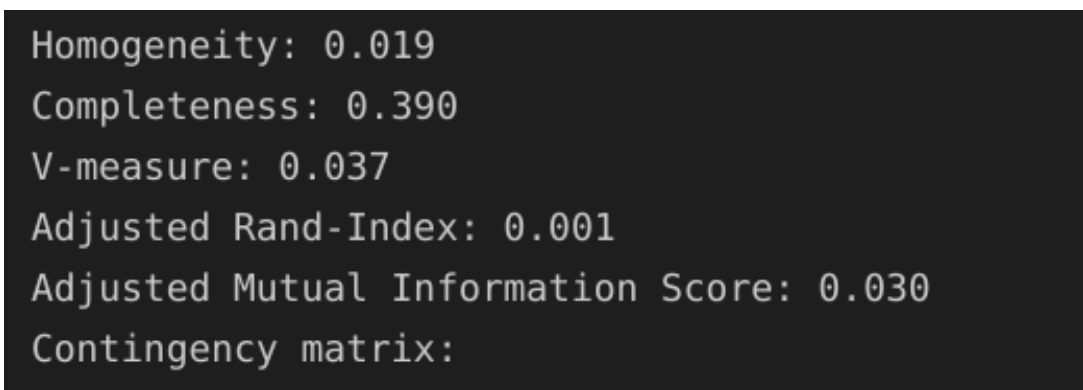 Homogeneity: 0.019
Completeness: 0.390
V-measure: 0.037
Adjusted Rand-Index: 0.001
Adjusted Mutual Information Score: 0.030
Contingency matrix: